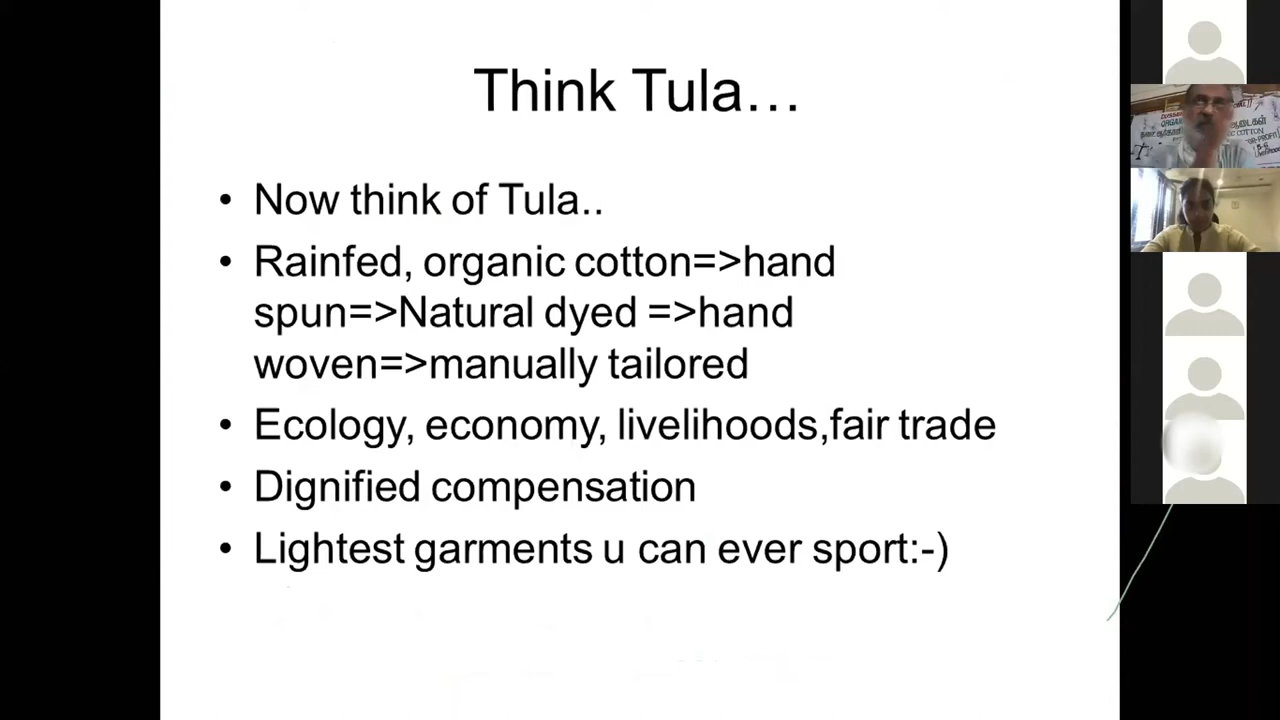 Think Tula…
• Now think of Tula..
• Rainfed, organic cotton=>hand
spun=>Natural dyed =>hand
woven=>manually tailored
• Ecology, economy, livelihoods,fair trade
• Dignified compensation
• Lightest garments u can ever sport:-)
COTTON